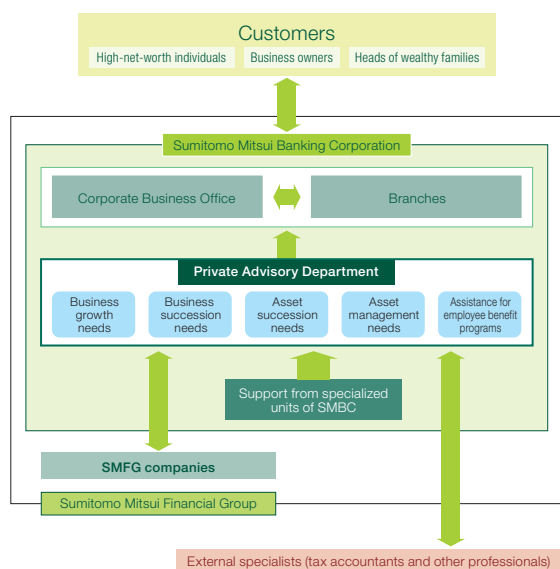 Customers
High-net-worth individuals
Business owners
Heads of wealthy families
Sumitomo Mitsui Banking Corporation
Corporate Business Office
Branches
Private Advisory Department
Business
growth
needs
Business
succession
needs
Asset
succession
needs
Asset
management
needs
Assistance for
employee benefit
programs
Support from specialized
units of SMBC
SMFG companies
Sumitomo Mitsui Financial Group
External specialists (tax accountants and other professionals)